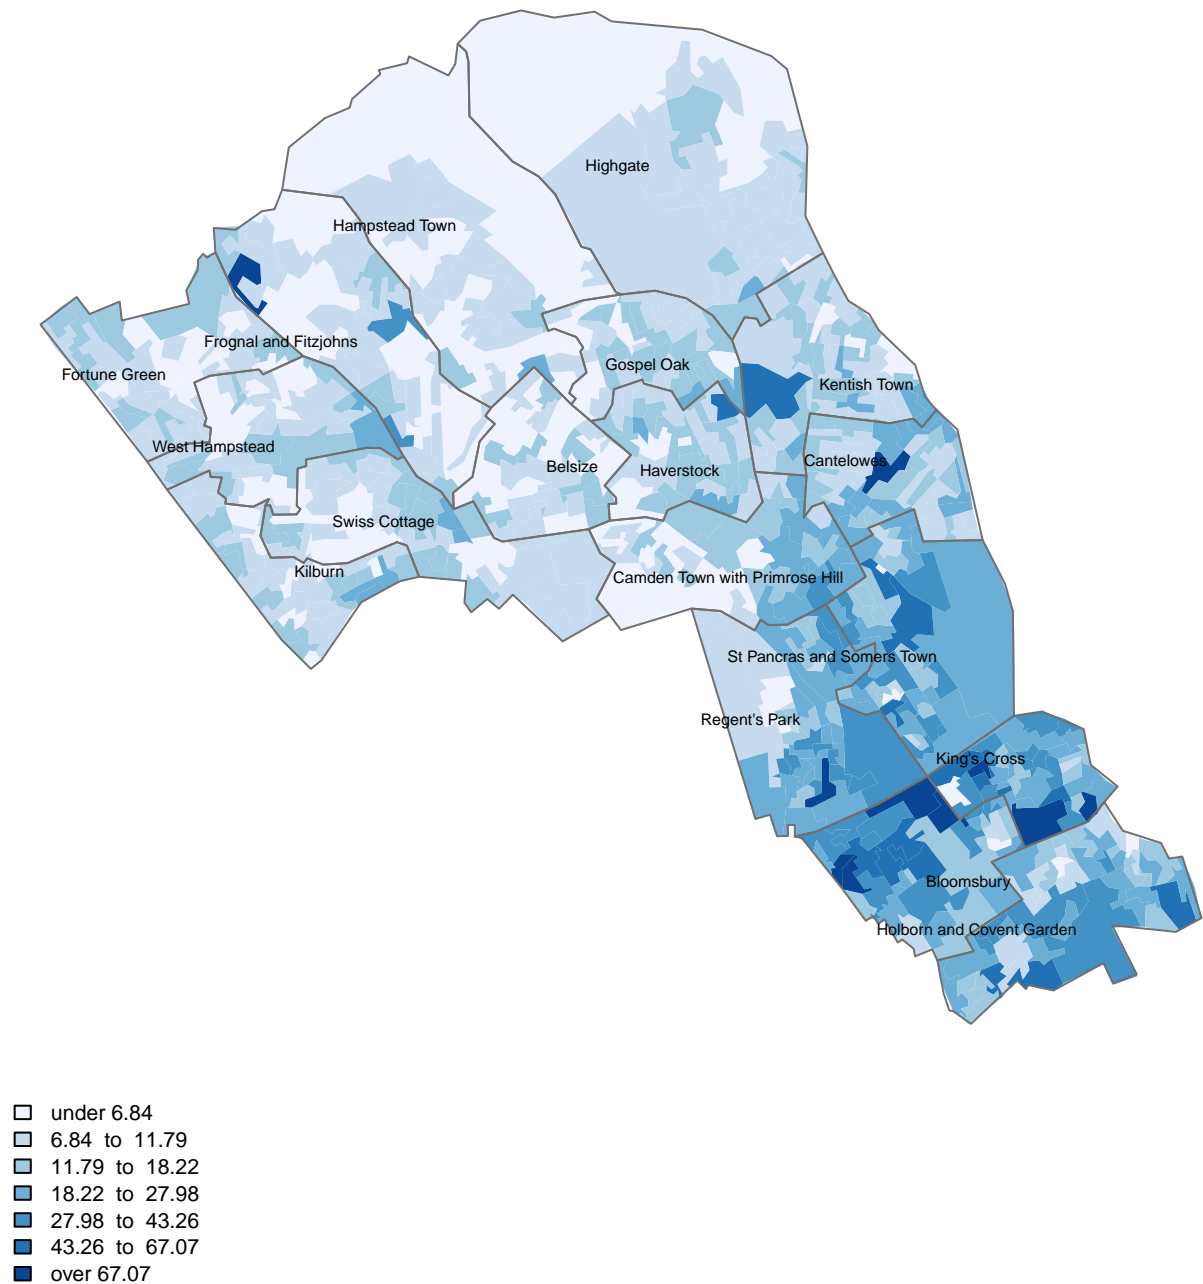 Highgate
Hampstead Town
Frognal and Fitzjohns
Gospel Oak
Fortune Green
Kentish Town
West Hampstead
Cantelowes
Belsize
Haverstock
Swiss Cottage
Kilburn
Camden Town with Primrose Hill
St Pancras and Somers Town
Regent's Park
King's Cross
Bloomsbury
Holborn and Covent Garden
under 6.84
6.84 to 11.79
11.79 to 18.22
18.22 to 27.98
27.98 to 43.26
43.26 to 67.07
over 67.07